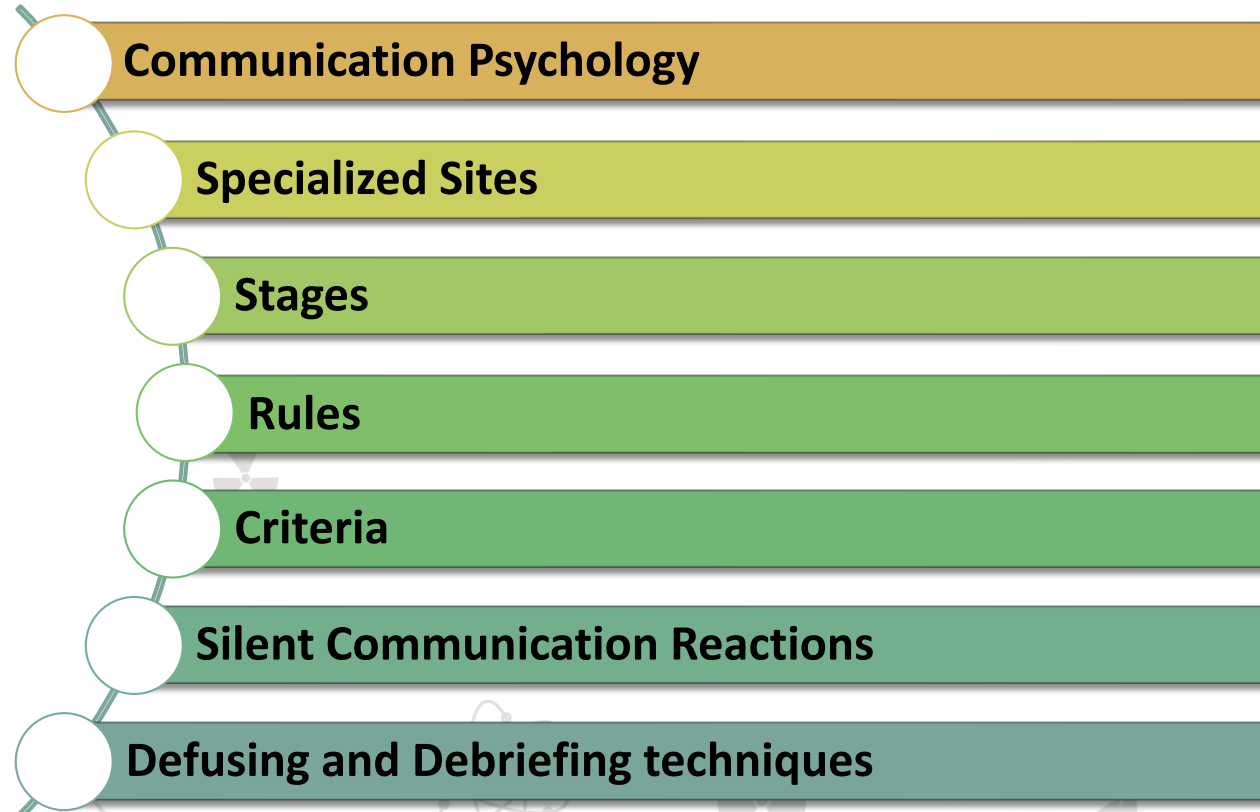 Communication Psychology
Specialized Sites
Stages
Rules
Criteria
Silent Communication Reactions
Defusing and Debriefing techniques